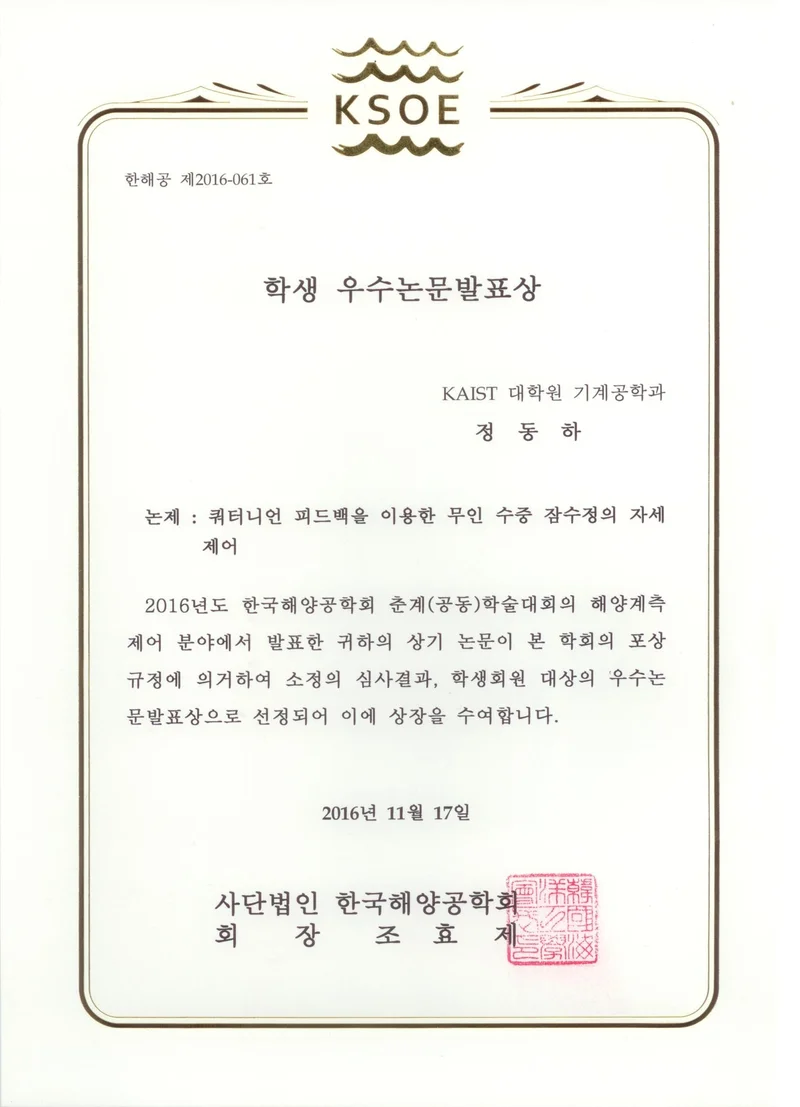 KSOE
한해공 제2016-061호
학생 우수논문발표상
KAIST 대학원 기계공학과
정 동 하
논제 : 쿼터니언 피드백을 이용한 무인 수중 잠수정의 자세
제어
2016년도 한국해양공학회 춘계(공동)학술대회의 해양계측
제어 분야에서 발표한 귀하의 상기 논문이 본 학회의 포상
규정에 의거하여 소정의 심사결과, 학생회원 대상의 우수논
문발표상으로 선정되어 이에 상장을 수여합니다.
2016년 11월 17일
사단법인 한국해양공학회
회 장 조 효 제